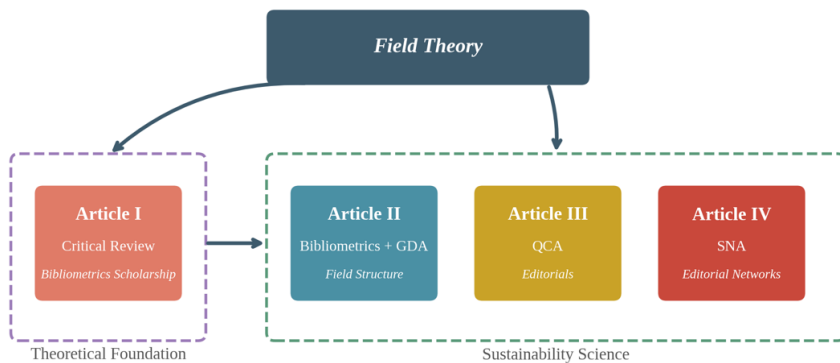 Field Theory
Article I
Critical Review
Bibliometrics Scholarship
Article II
Bibliometrics + GDA
Field Structure
Article III
QCA
Editorials
Article IV
SNA
Editorial Networks
Theoretical Foundation
Sustainability Science